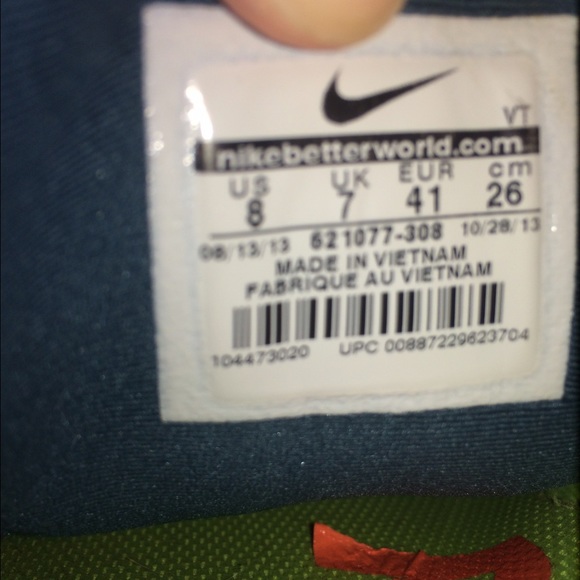 VT
nikebetterworld.com
US UK EUR cm
8 7 41 26
08/13/13 621077-308 10/28/13
MADE IN VIETNAM
FABRIQUE AU VIETNAM
104473020 UPC 00887229623704